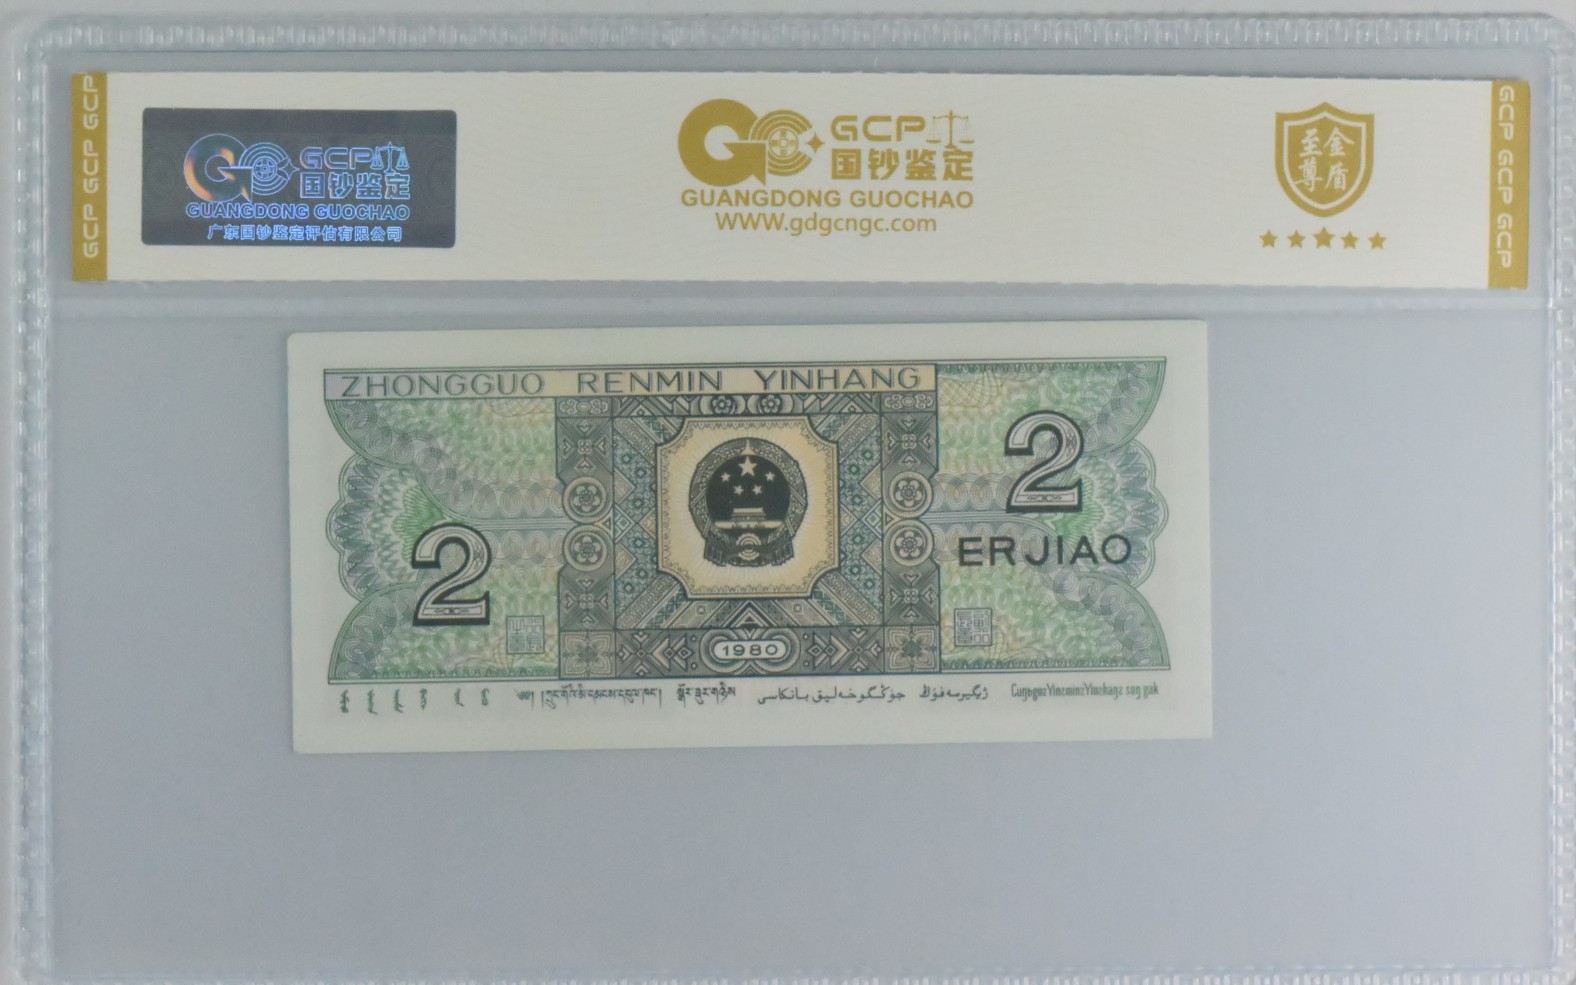 GCP GCP GCP
GCP
国钞鉴定
GUANGDONG GUOCHAO
广东国钞鉴定评估有限公司
GCP
国钞鉴定
GUANGDONG GUOCHAO
WWW.gdgcngc.com
至尊金盾
GCP GCP GCP
ZHONGGUO RENMIN YINHANG
2
2
ERJIAO
1980